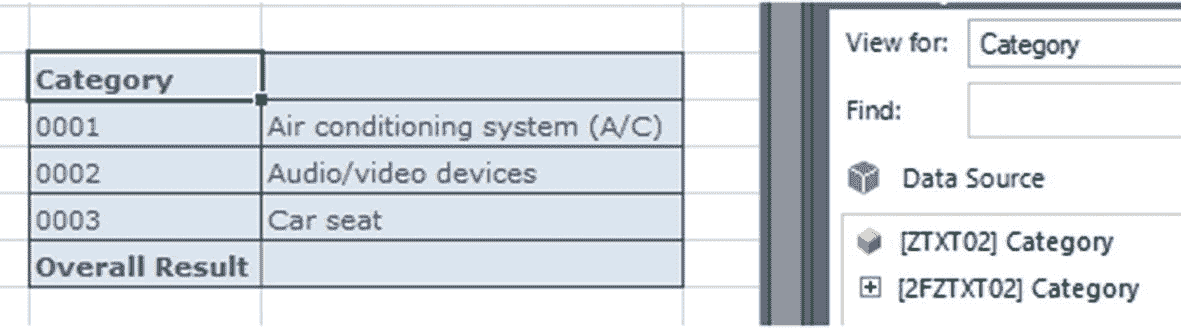 Category
0001 Air conditioning system (A/C)
0002 Audio/video devices
0003 Car seat
Overall Result
View for: Category
Find:
Data Source
[ZTXT02] Category
[2FZTXT02] Category